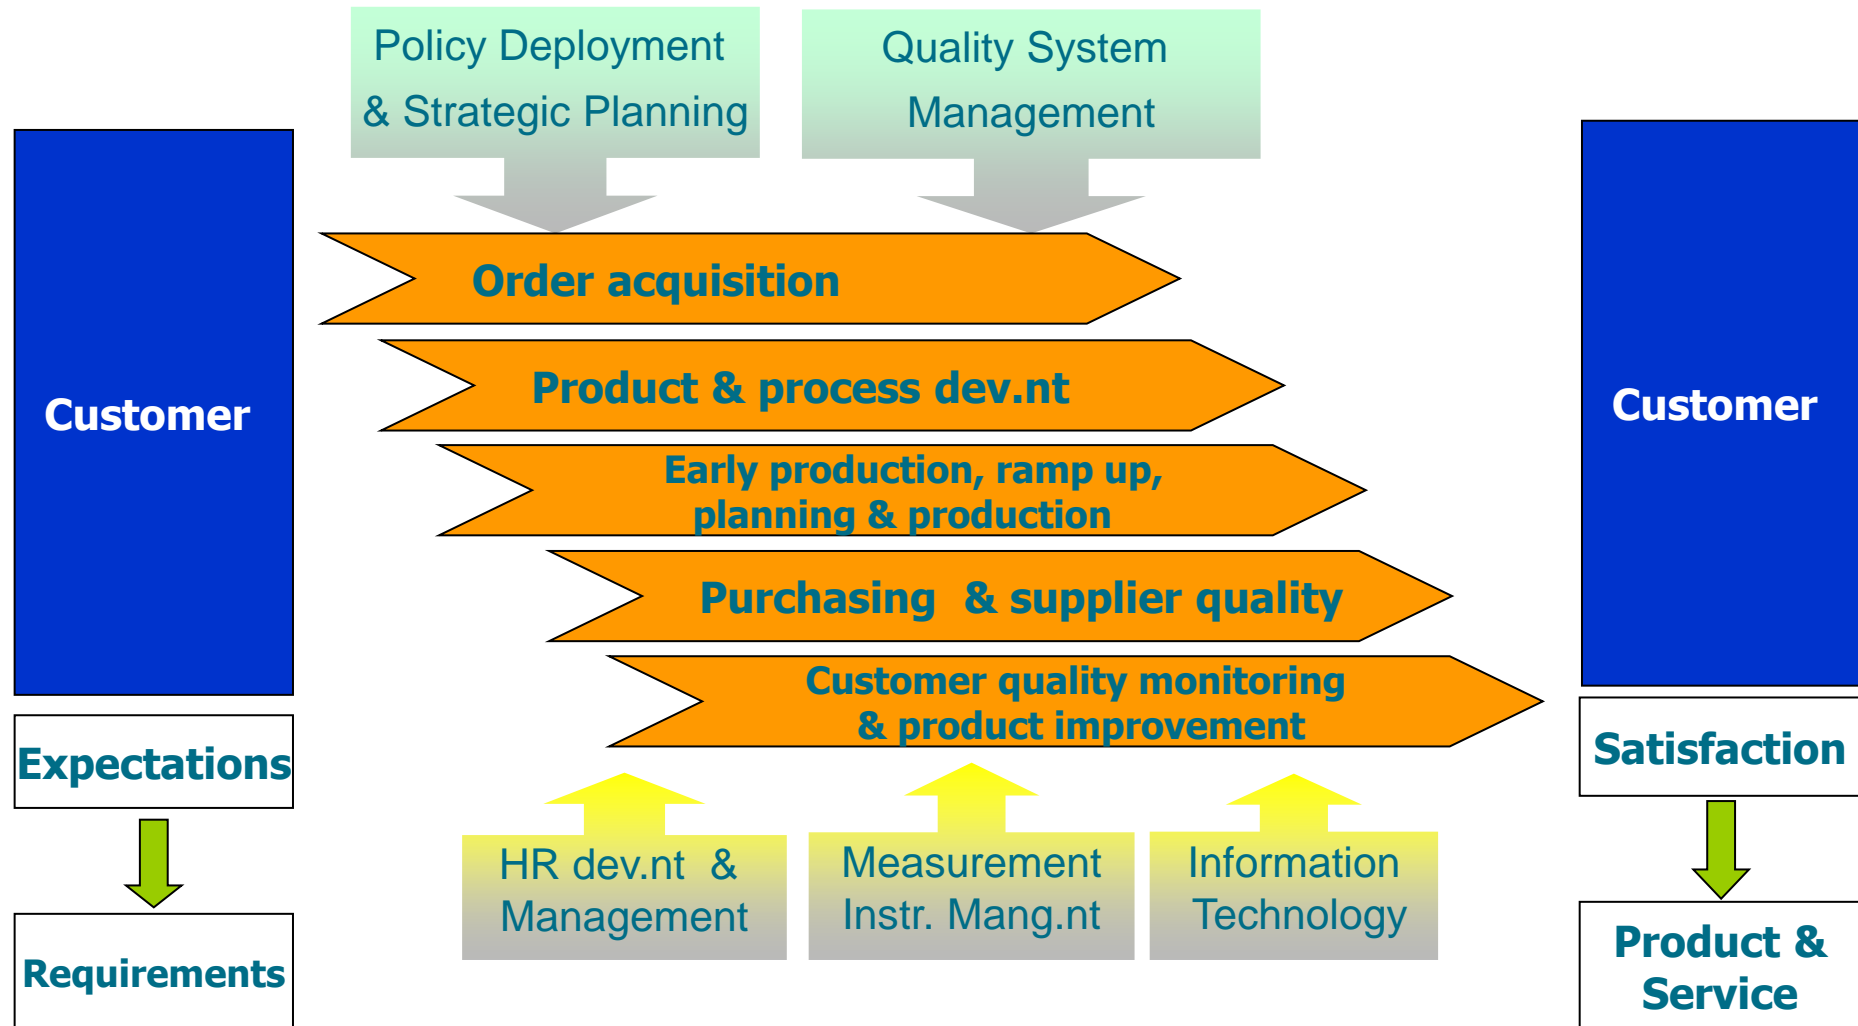 Policy Deployment
& Strategic Planning
Quality System
Management
Customer
Order acquisition
Product & process dev.nt
Early production, ramp up,
planning & production
Purchasing & supplier quality
Customer quality monitoring
& product improvement
Customer
Expectations
Requirements
HR dev.nt &
Management
Measurement
Instr. Mang.nt
Information
Technology
Satisfaction
Product &
Service